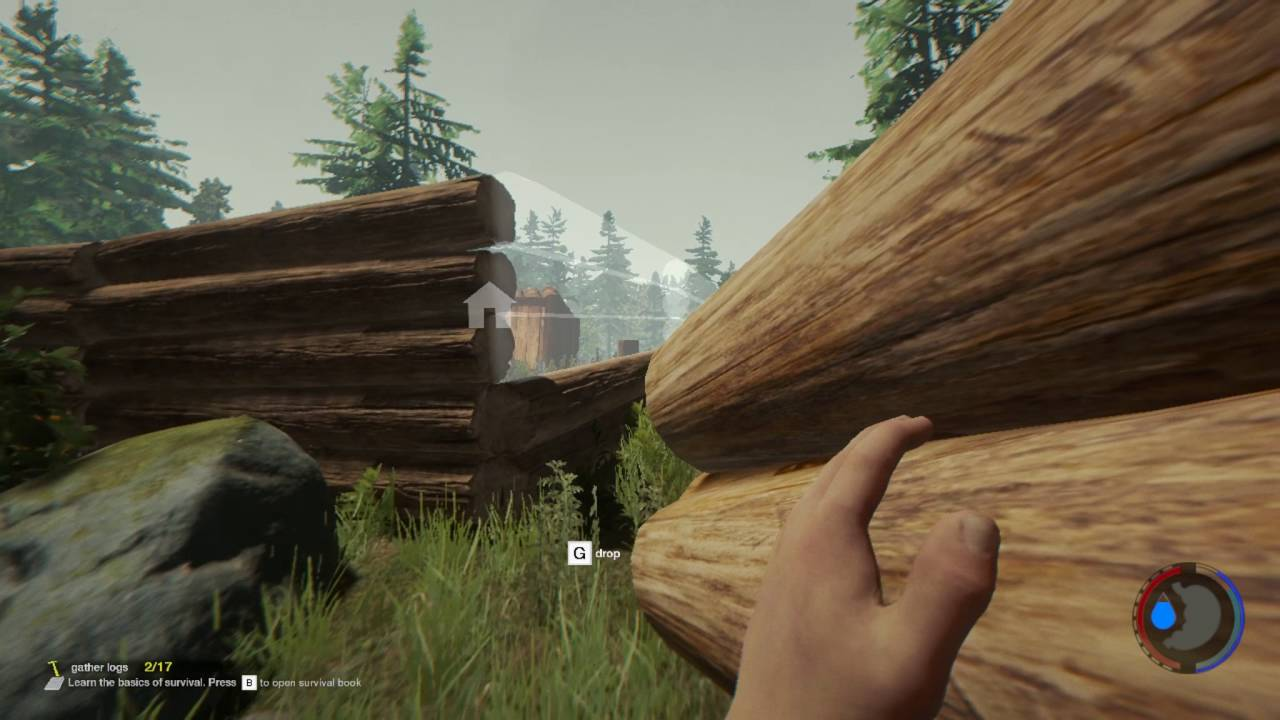 G drop
gather logs 2/17
Learn the basics of survival. Press B to open survival book